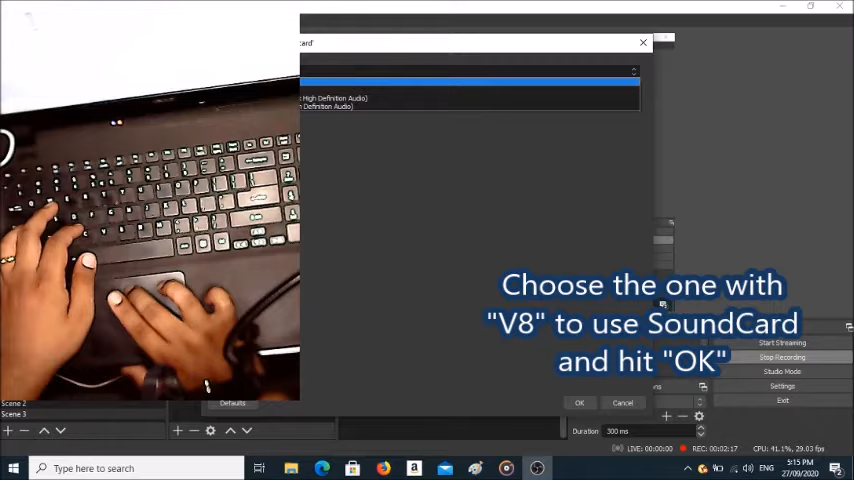 card'
High Definition Audio)
Definition Audio)
Choose the one with
"V8" to use SoundCard
and hit "OK"
Start Streaming
Stop Recording
Studio Mode
Settings
Exit
Scene 2
Scene 3
Defaults
OK
Cancel
Duration
300 ms
LIVE: 00:00:00
REC: 00:02:17
CPU: 41.1%, 29.03 fps
Type here to search
ENG
5:15 PM
27/09/2020
2